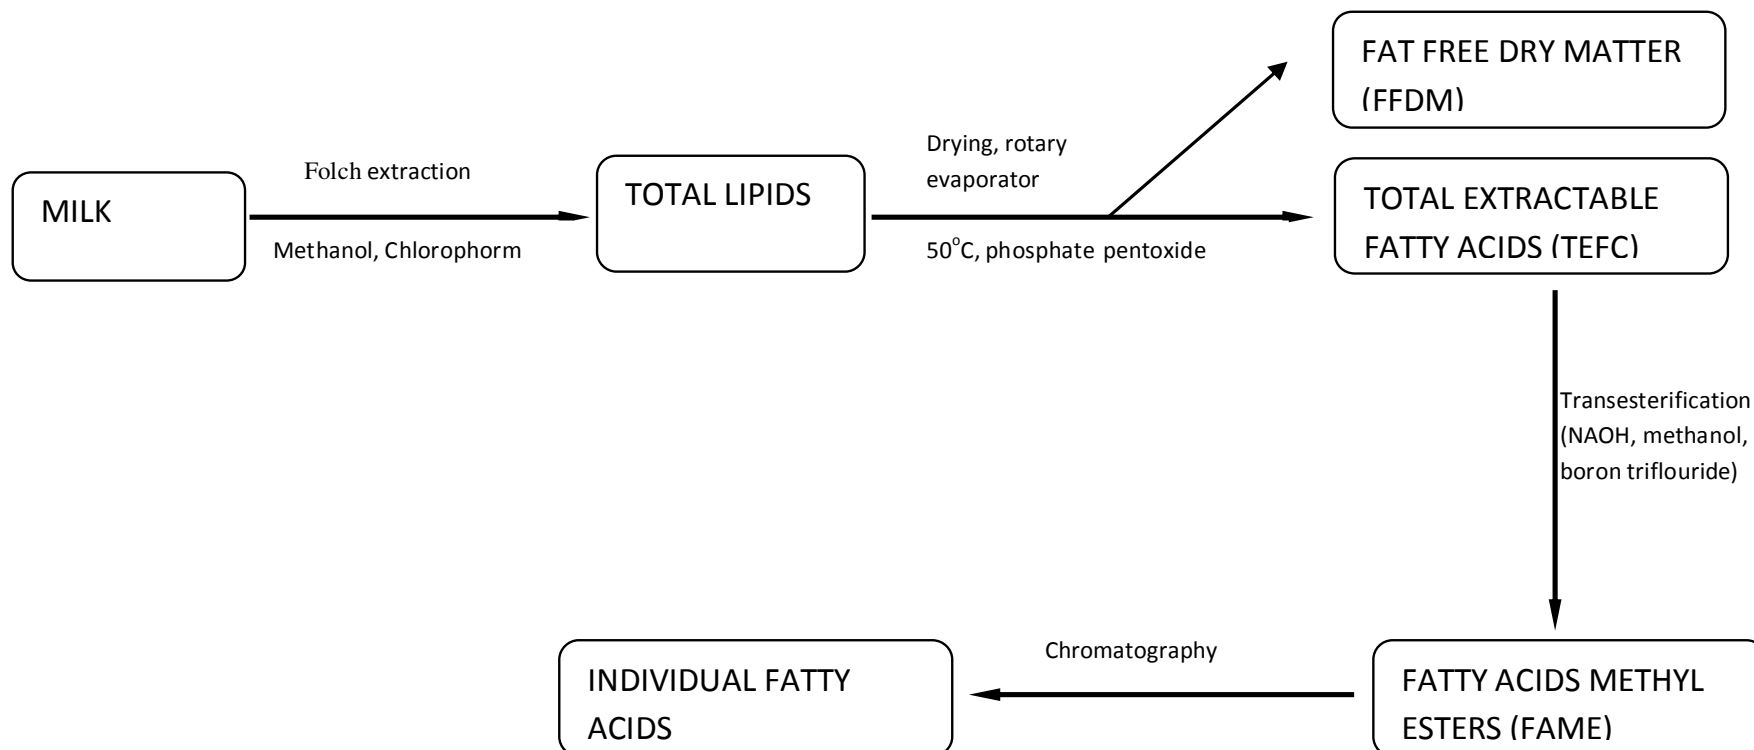 FAT FREE DRY MATTER
(FFDM)
Folch extraction
MILK
Methanol, Chlorophorm
TOTAL LIPIDS
Drying, rotary
evaporator
50°C, phosphate pentoxide
TOTAL EXTRACTABLE
FATTY ACIDS (TEFC)
Transesterification
(NAOH, methanol,
boron triflouride)
FATTY ACIDS METHYL
ESTERS (FAME)
Chromatography
INDIVIDUAL FATTY
ACIDS